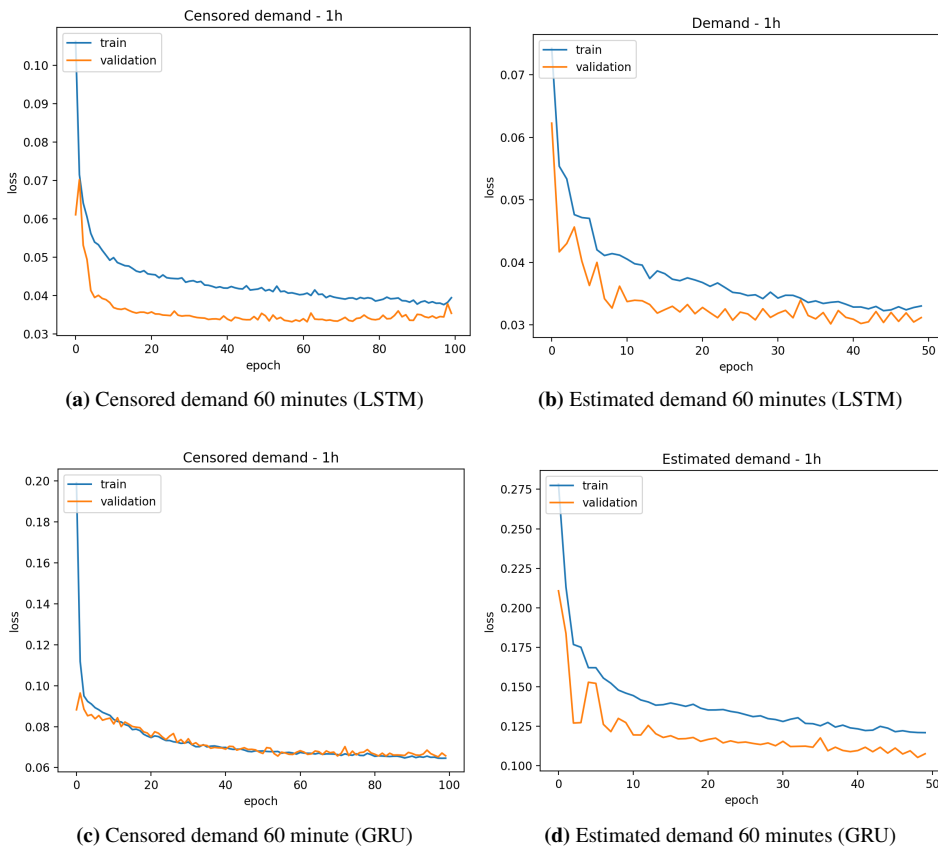 Censored demand - 1h
train
validation
0.10
0.09
0.08
0.07
0.06
0.05
0.04
0.03
loss
0 20 40 60 80 100
epoch
(a) Censored demand 60 minutes (LSTM)
Demand - 1h
train
validation
0.07
0.06
0.05
0.04
0.03
loss
0 10 20 30 40 50
epoch
(b) Estimated demand 60 minutes (LSTM)
Censored demand - 1h
train
validation
0.20
0.18
0.16
0.14
0.12
0.10
0.08
0.06
loss
0 20 40 60 80 100
epoch
(c) Censored demand 60 minute (GRU)
Estimated demand - 1h
train
validation
0.275
0.250
0.225
0.200
0.175
0.150
0.125
0.100
loss
0 10 20 30 40 50
epoch
(d) Estimated demand 60 minutes (GRU)